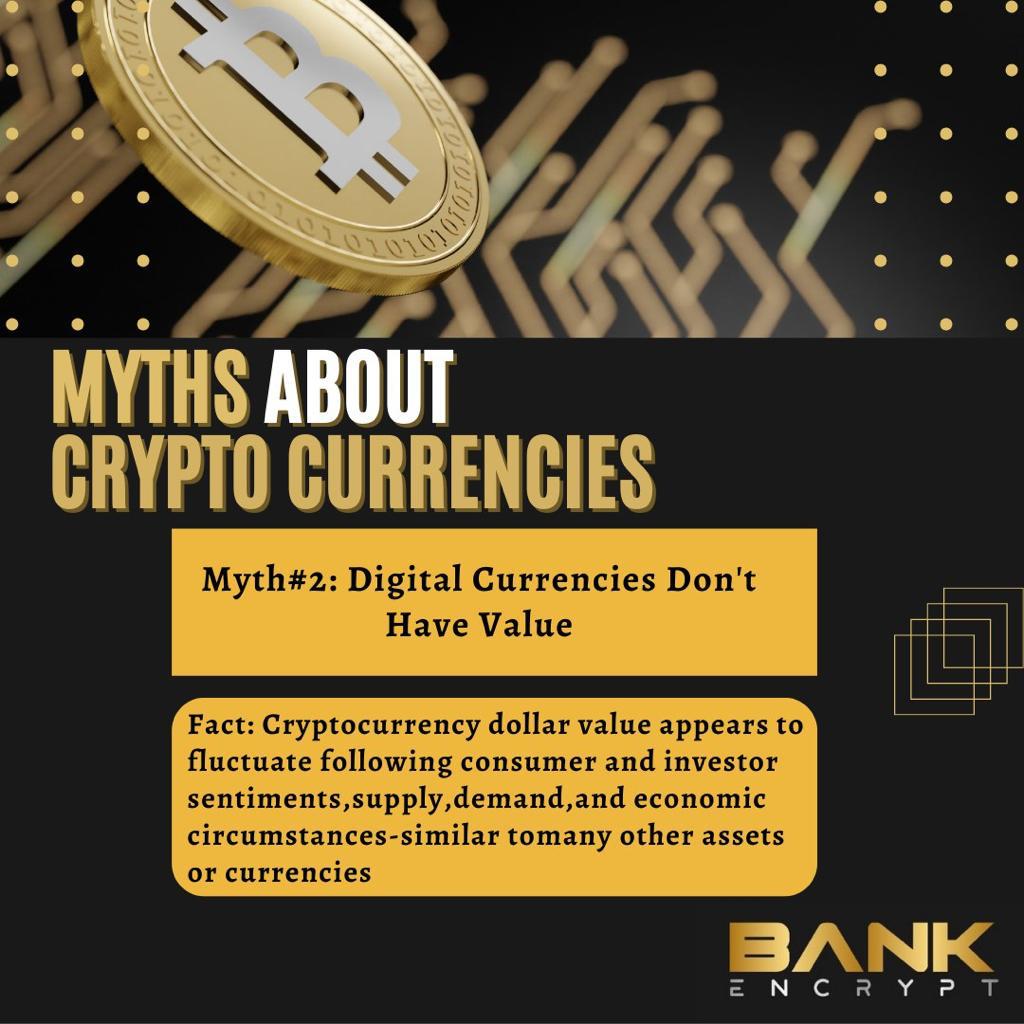 MYTHS ABOUT
CRYPTO CURRENCIES
Myth#2: Digital Currencies Don't
Have Value
Fact: Cryptocurrency dollar value appears to
fluctuate following consumer and investor
sentiments,supply,demand,and economic
circumstances-similar tomany other assets
or currencies
BANK
ENCRYPT